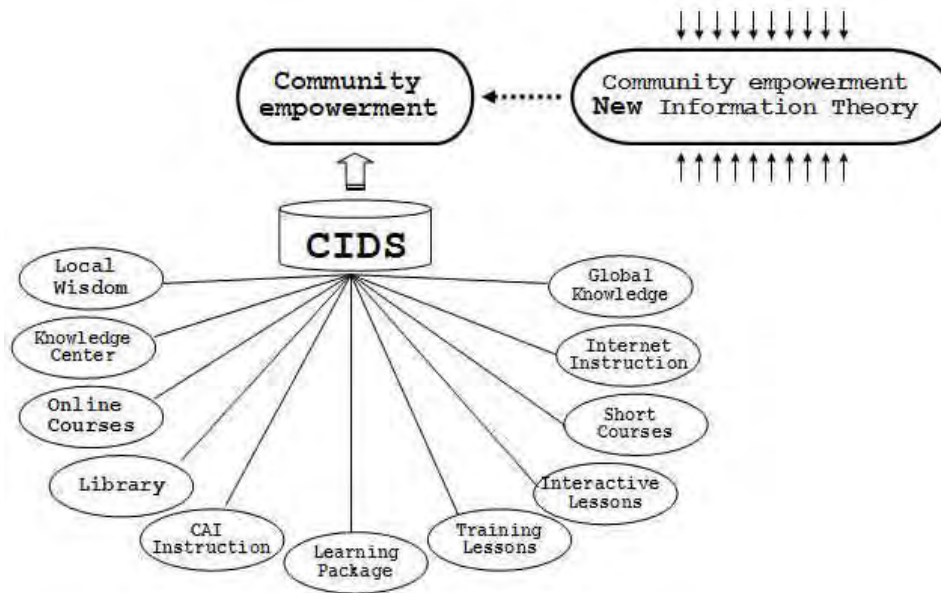 Community
empowerment
Community empowerment
New Information Theory
CIDS
Local
Wisdom
Knowledge
Center
Online
Courses
Library
CAI
Instruction
Learning
Package
Training
Lessons
Interactive
Lessons
Short
Courses
Internet
Instruction
Global
Knowledge